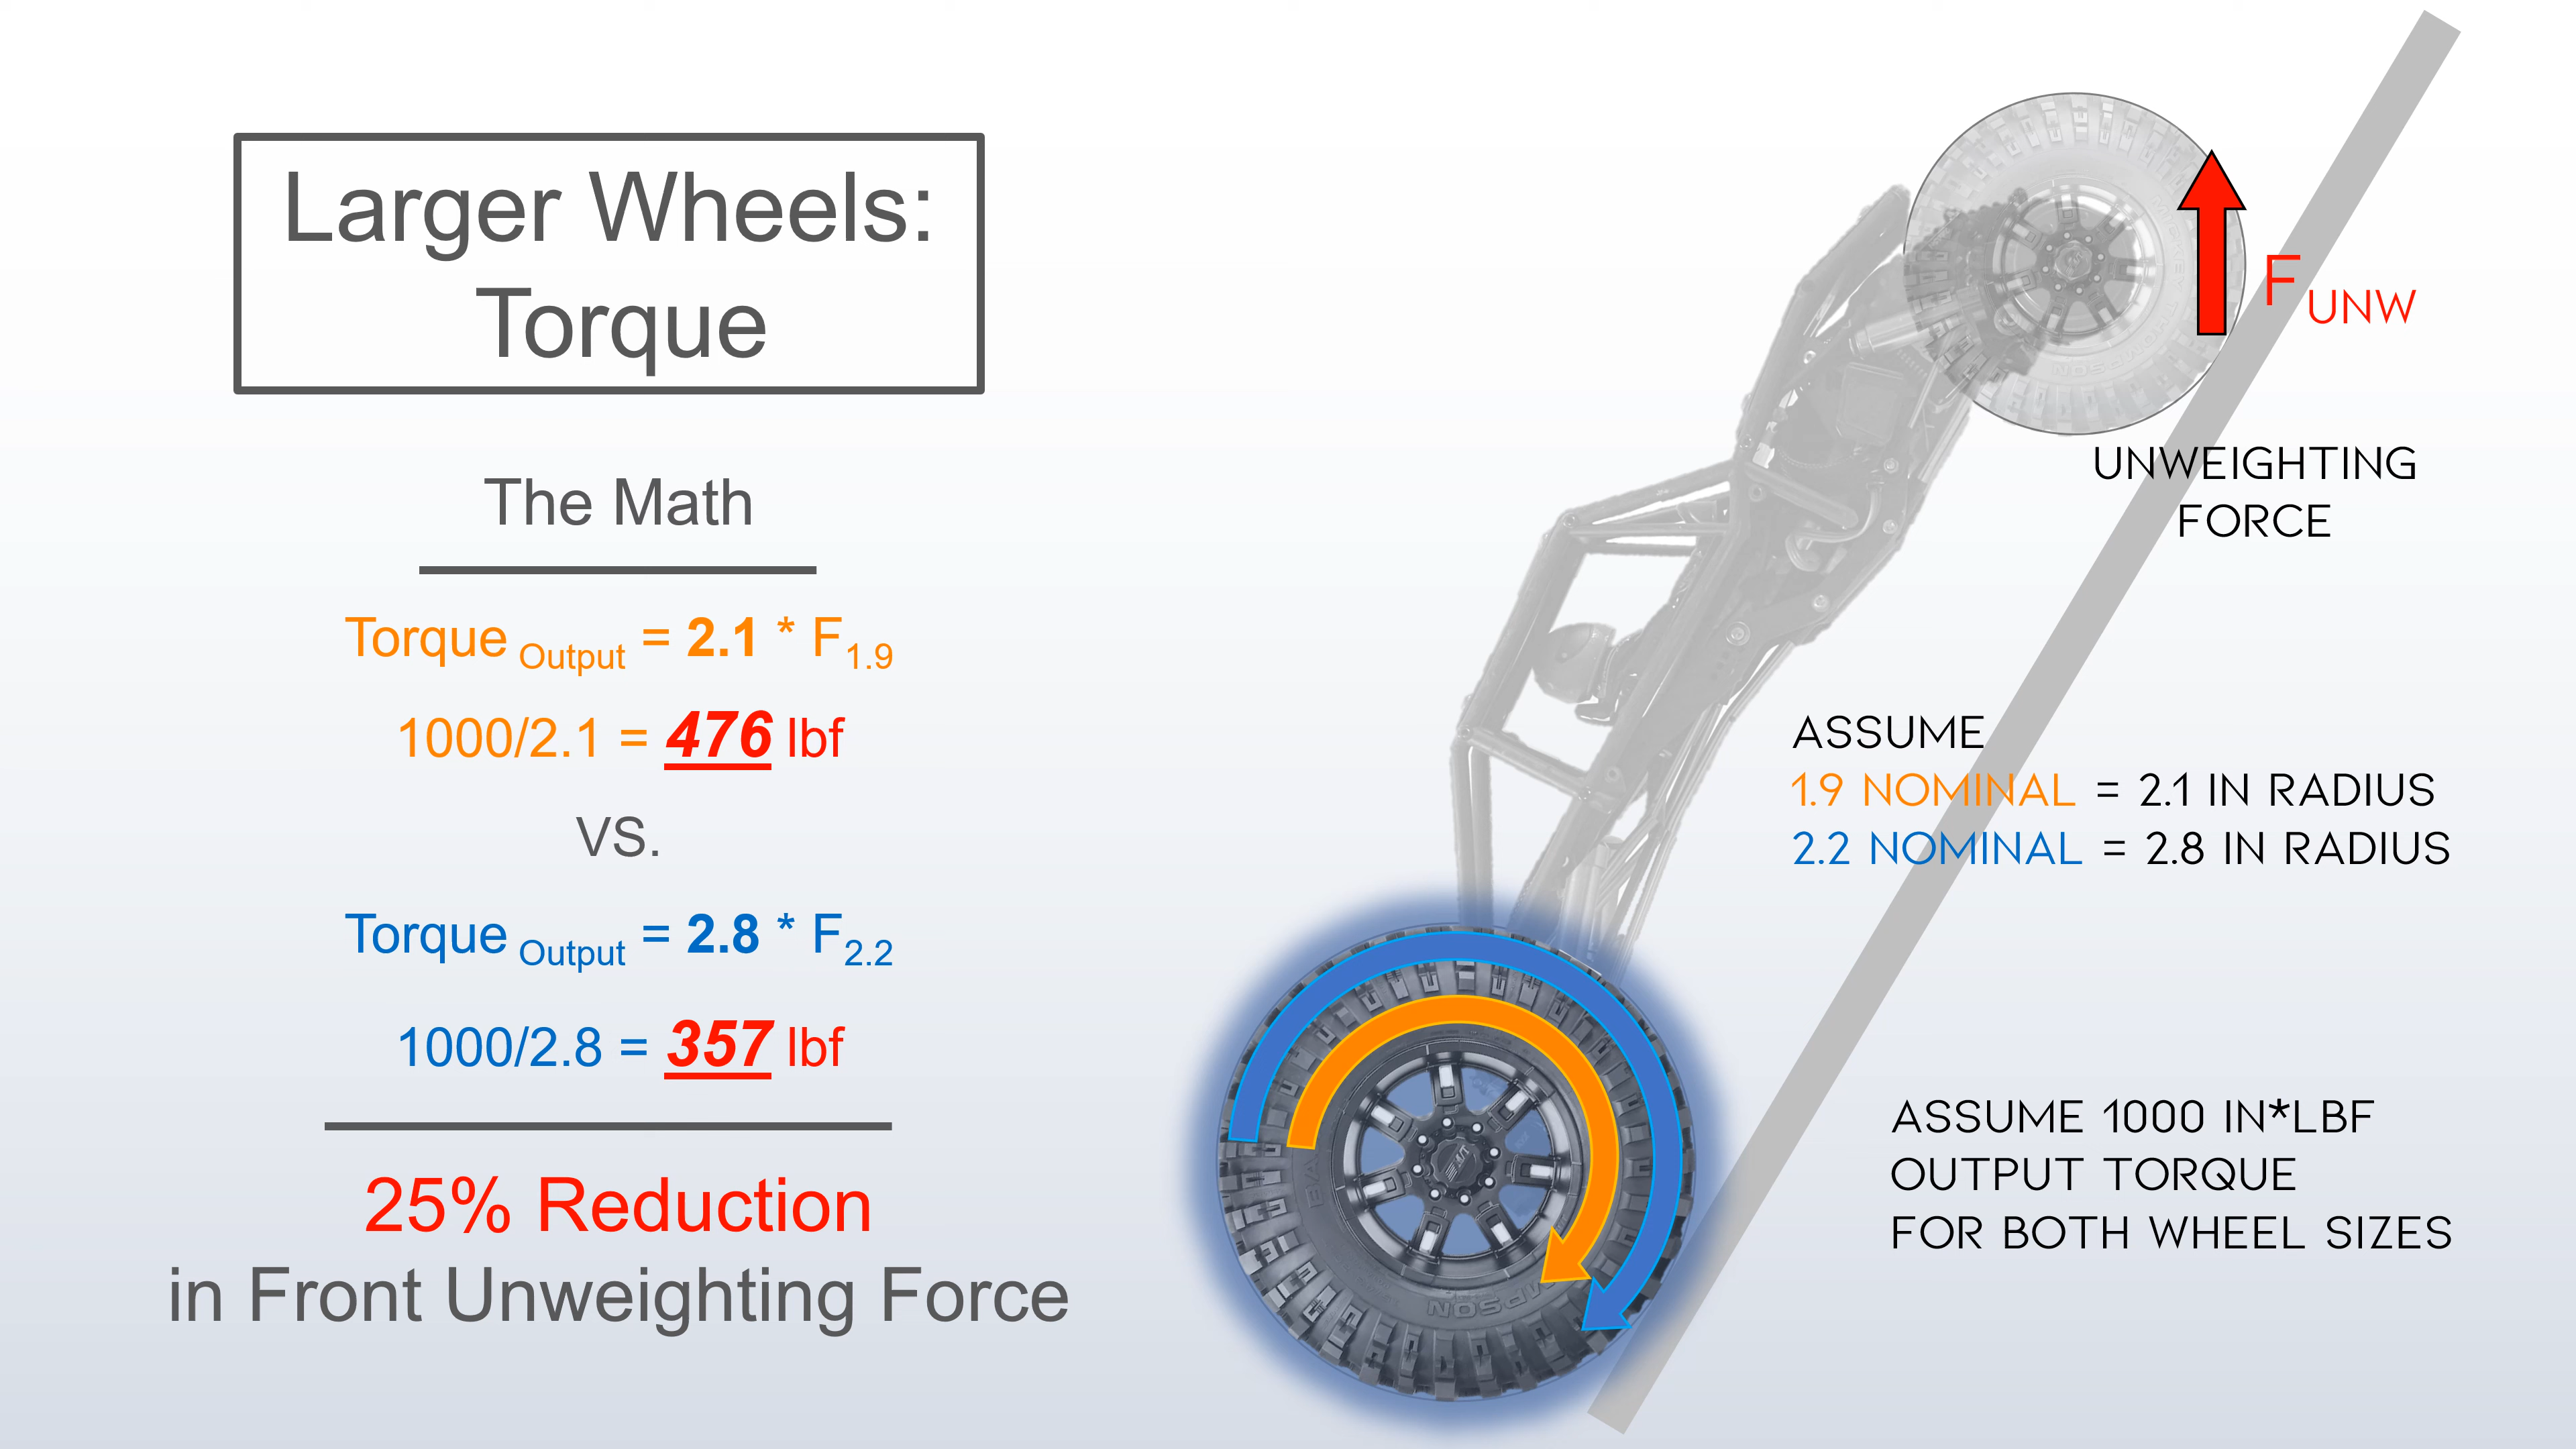 Larger Wheels:
Torque
The Math
Torque Output = 2.1 * F1.9
1000/2.1 = 476 lbf
VS.
Torque Output = 2.8 * F2.2
1000/2.8 = 357 lbf
25% Reduction
in Front Unweighting Force
F UNW
UNWEIGHTING
FORCE
ASSUME
1.9 NOMINAL = 2.1 IN RADIUS
2.2 NOMINAL = 2.8 IN RADIUS
ASSUME 1000 IN*LBF
OUTPUT TORQUE
FOR BOTH WHEEL SIZES